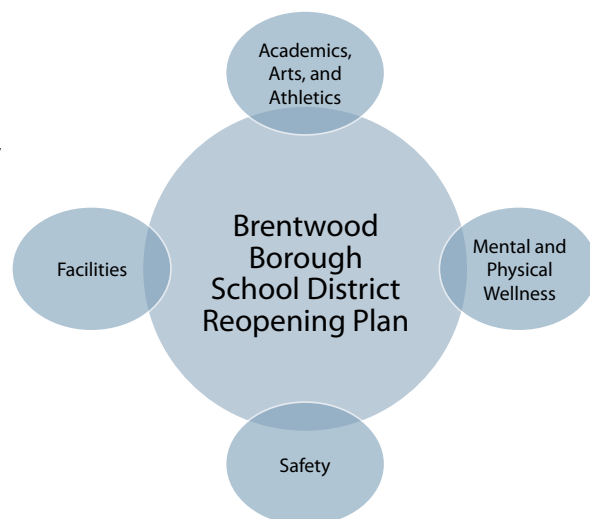 Academics,
Arts, and
Athletics
Brentwood
Borough
School District
Reopening Plan
Facilities
Mental and
Physical
Wellness
Safety